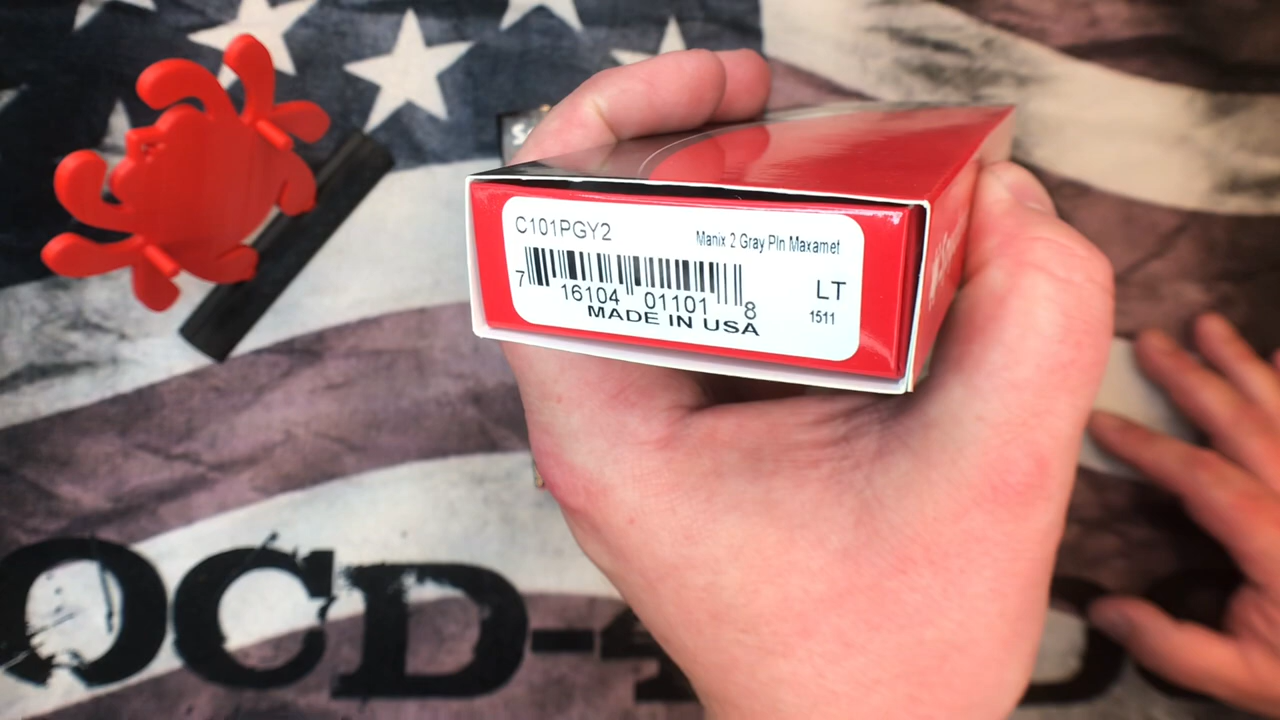 C101PGY2
Manix 2 Gray Pln Maxamet
7 16104 01101 8
LT
MADE IN USA
1511
OCD-